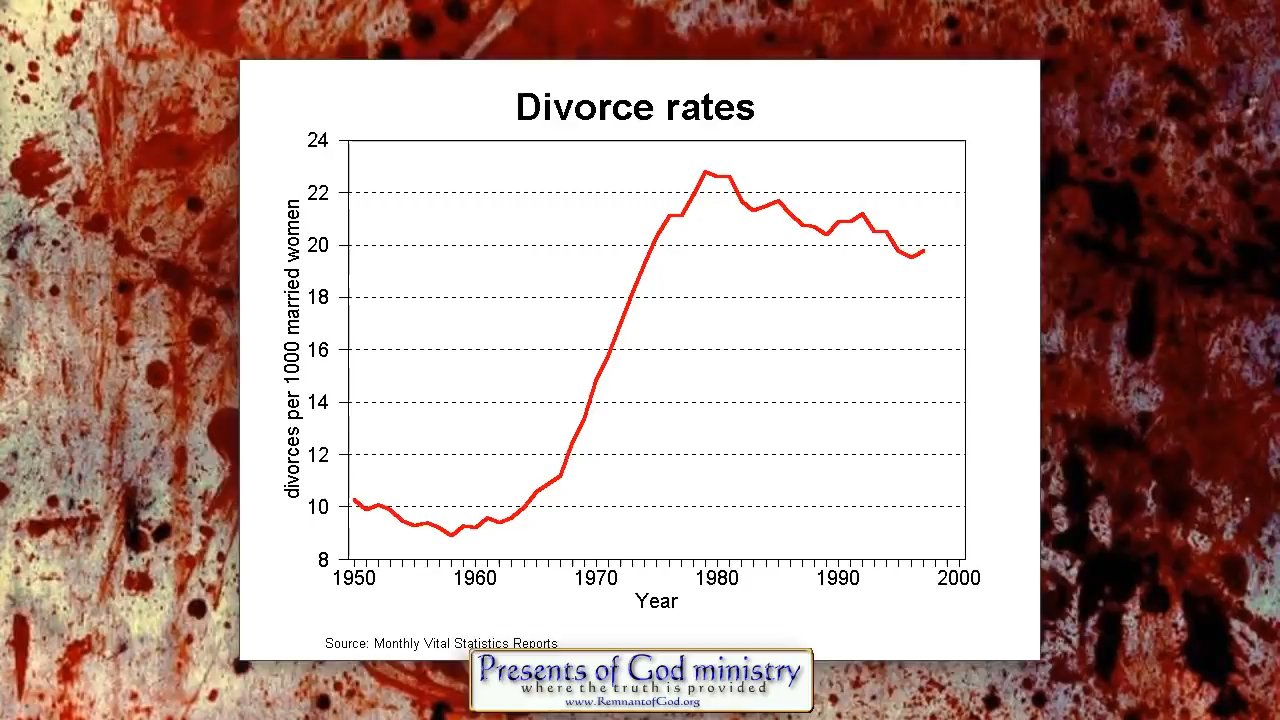 Divorce rates
24
22
20
18
16
14
12
10
8
divorces per 1000 married women
1950 1960 1970 1980 1990 2000
Year
Source: Monthly Vital Statistics Reports
Presents of God ministry
where the truth is provided
www.RemnantofGod.org